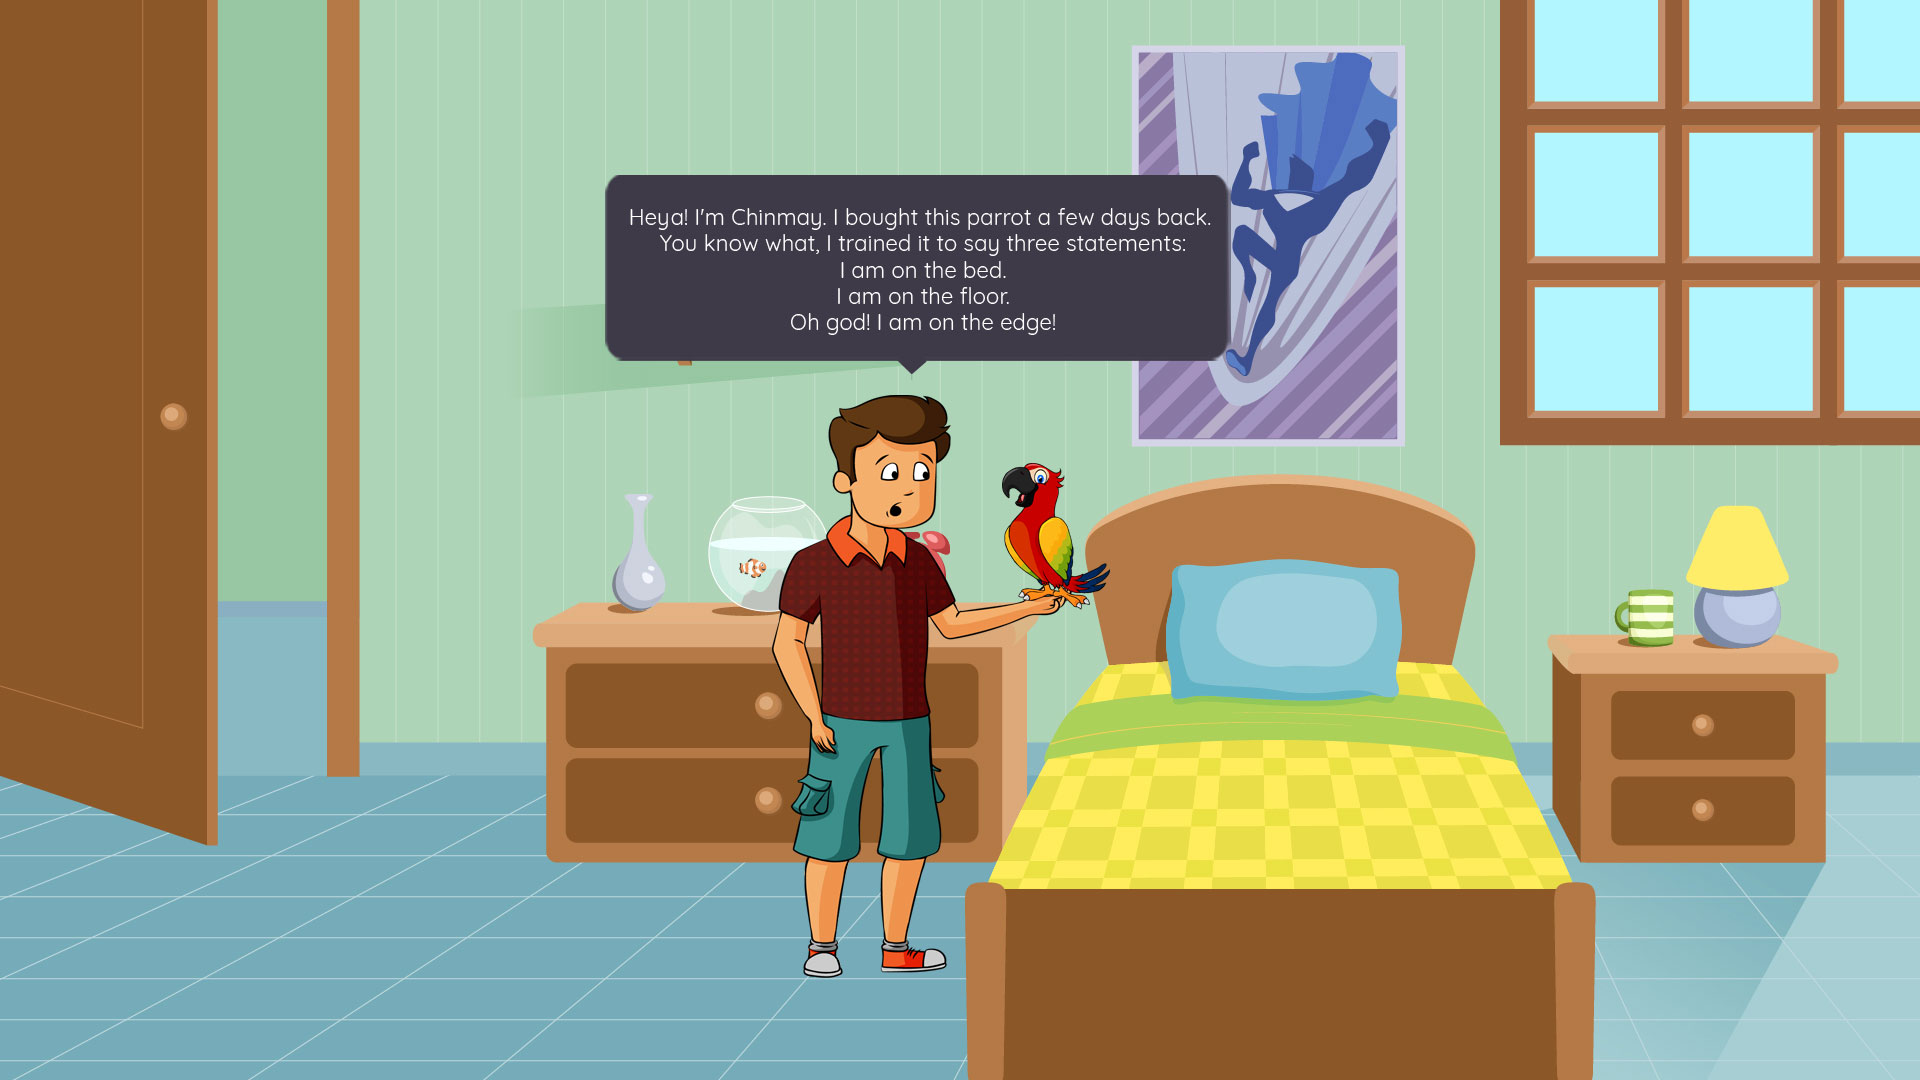 Heya! I'm Chinmay. I bought this parrot a few days back.
You know what, I trained it to say three statements:
I am on the bed.
I am on the floor.
Oh god! I am on the edge!